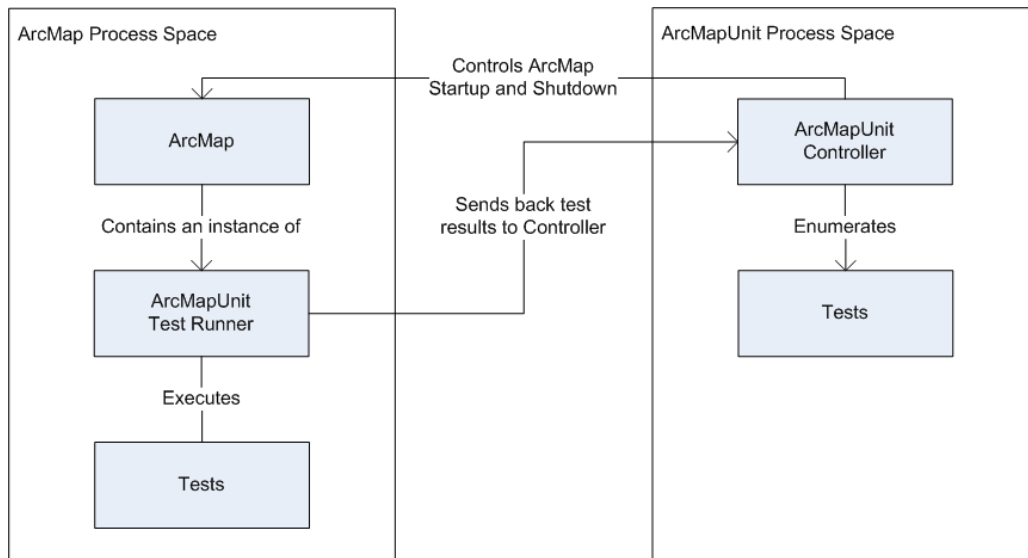 ArcMap Process Space
ArcMapUnit Process Space
Controls ArcMap
Startup and Shutdown
ArcMap
ArcMapUnit
Controller
Contains an instance of
Sends back test
results to Controller
Enumerates
ArcMapUnit
Test Runner
Tests
Executes
Tests